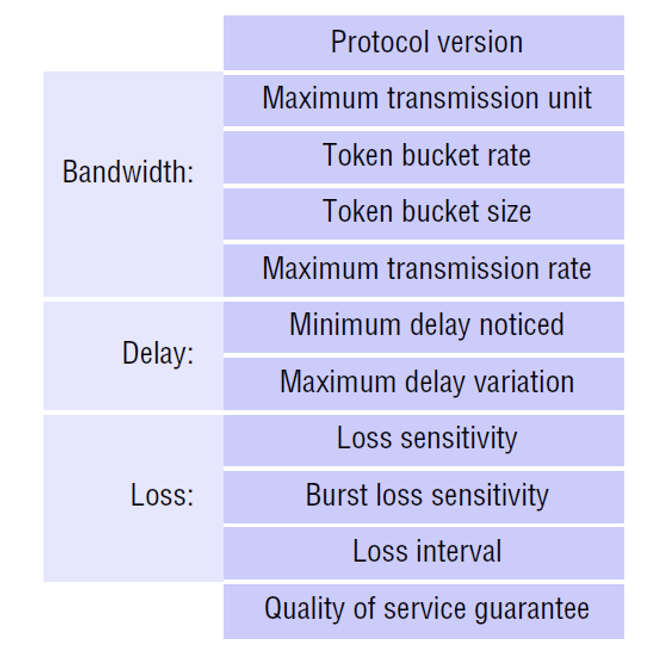 Protocol version
Bandwidth:
Maximum transmission unit
Token bucket rate
Token bucket size
Maximum transmission rate
Delay:
Minimum delay noticed
Maximum delay variation
Loss:
Loss sensitivity
Burst loss sensitivity
Loss interval
Quality of service guarantee